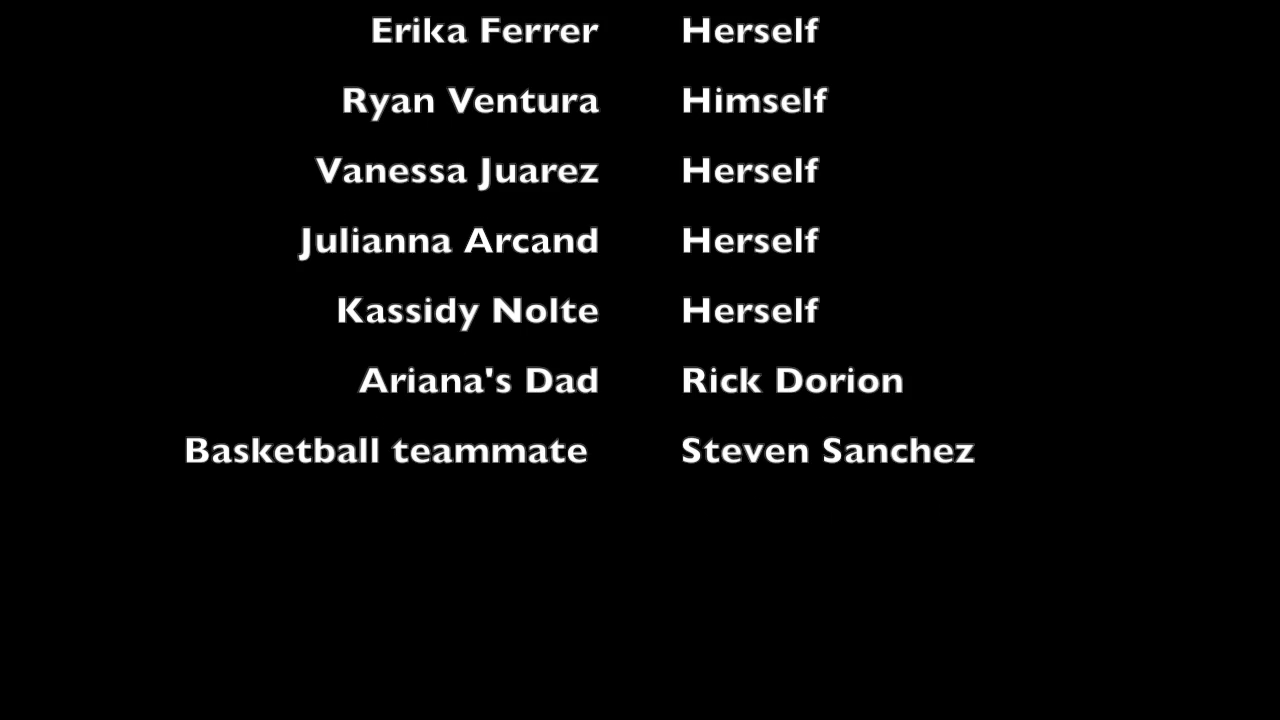 Erika Ferrer Herself
Ryan Ventura Himself
Vanessa Juarez Herself
Julianna Arcand Herself
Kassidy Nolte Herself
Ariana's Dad Rick Dorion
Basketball teammate Steven Sanchez